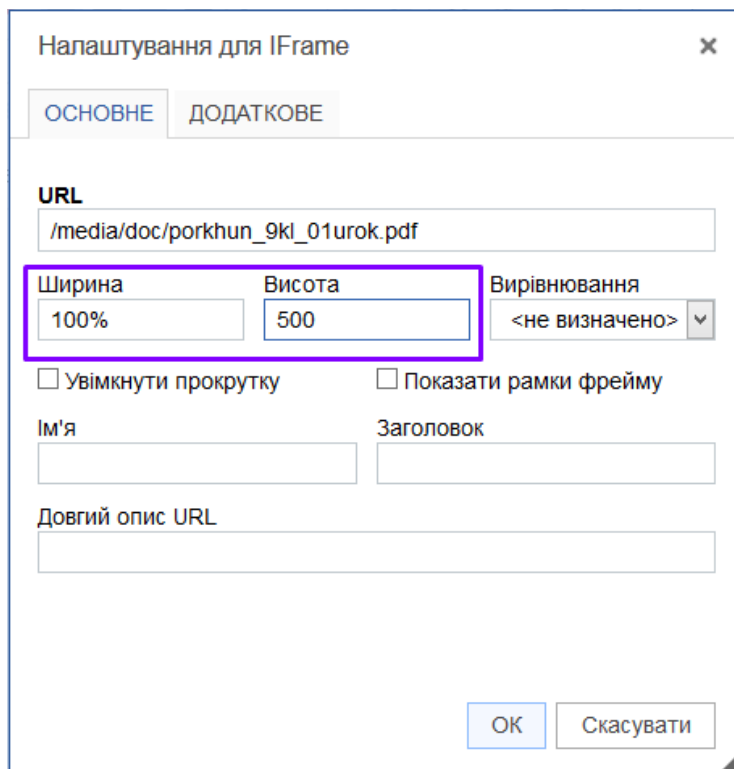 Налаштування для IFrame ×
ОСНОВНЕ ДОДАТКОВЕ
URL
/media/doc/porkhun_9kl_01urok.pdf
Ширина Висота Вирівнювання
100% 500 <не визначено>
Увімкнути прокрутку Показати рамки фрейму
Ім'я Заголовок
Довгий опис URL
ОК Скасувати